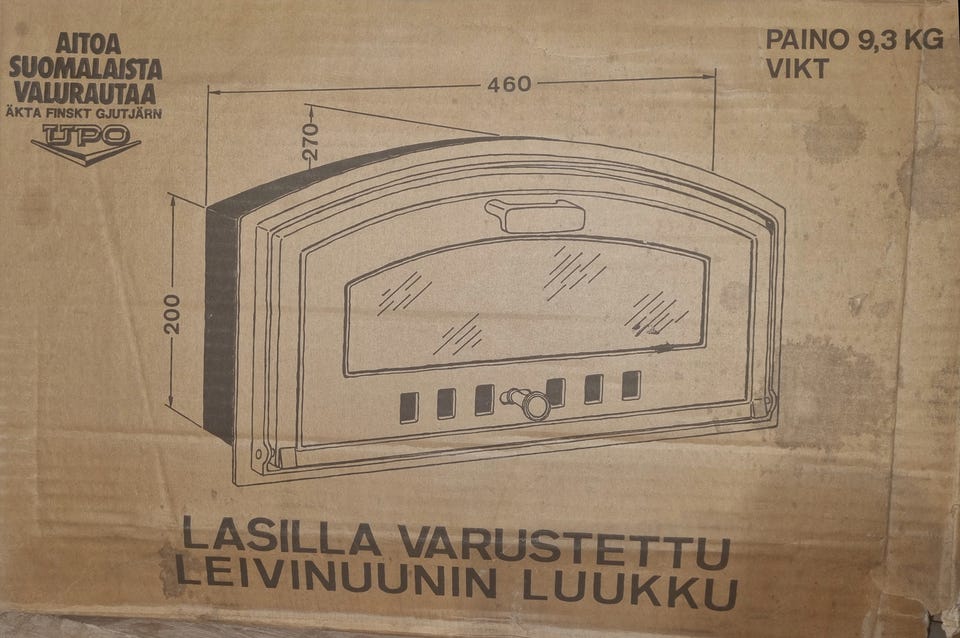 AITOA
SUOMALAISTA
VALURAUTAA
ÄKTA FINSKT GJUTJÄRN
UPO
PAINO 9,3 KG
VIKT
460
270
200
LASILLA VARUSTETTU
LEIVINUUNIN LUUKKU